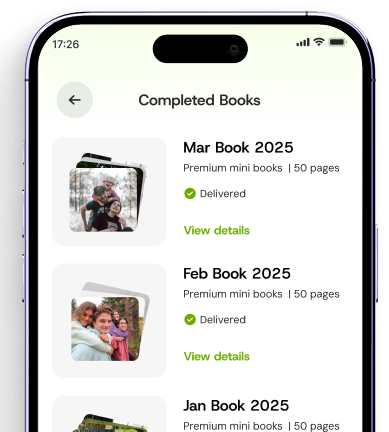 17:26
Completed Books
Mar Book 2025
Premium mini books | 50 pages
Delivered
View details
Feb Book 2025
Premium mini books | 50 pages
Delivered
View details
Jan Book 2025
Premium mini books | 50 pages